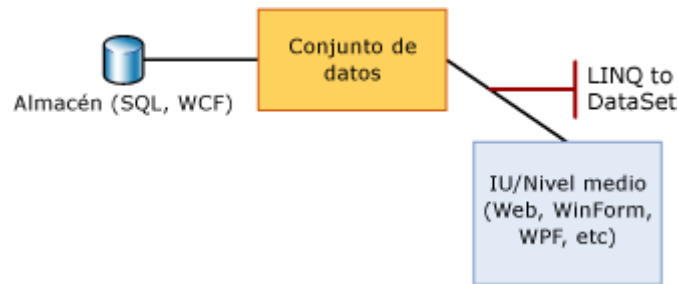 Conjunto de
datos
Almacén (SQL, WCF)
LINQ to
DataSet
IU/Nivel medio
(Web, WinForm,
WPF, etc)